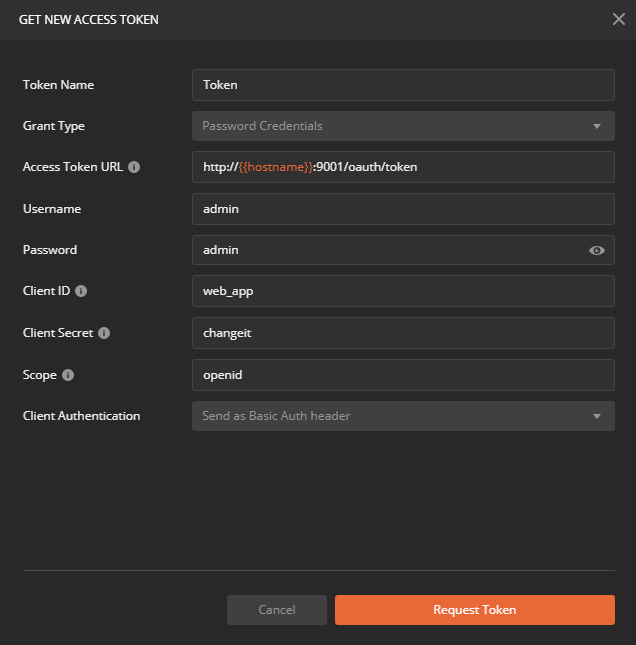 GET NEW ACCESS TOKEN
Token Name Token
Grant Type Password Credentials
Access Token URL http://{{hostname}}:9001/oauth/token
Username admin
Password admin
Client ID web_app
Client Secret changeit
Scope openid
Client Authentication Send as Basic Auth header
Cancel Request Token